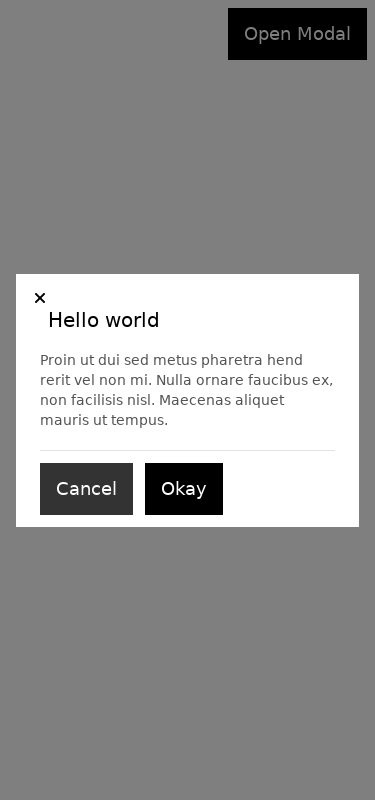 Open Modal
Hello world
Proin ut dui sed metus pharetra hend
rerit vel non mi. Nulla ornare faucibus ex,
non facilisis nisl. Maecenas aliquet
mauris ut tempus.
Cancel Okay